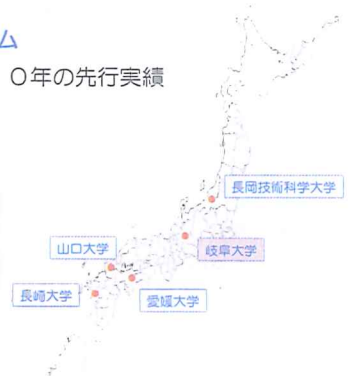 ム
０年の先行実績
長岡技術科学大学
山口大学
岐阜大学
長崎大学
愛媛大学